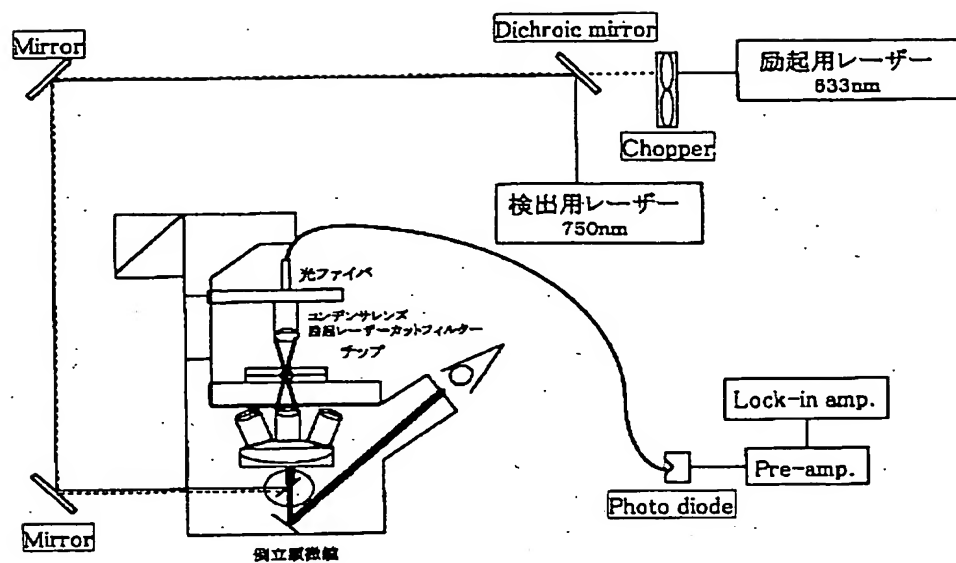 Mirror
Dichroic mirror
励起用レーザー
633nm
Chopper
検出用レーザー
750nm
光ファイバ
コンデンサレンズ
励起レーザーカットフィルター
チップ
Lock-in amp.
Pre-amp.
Photo diode
Mirror
倒立顕微鏡